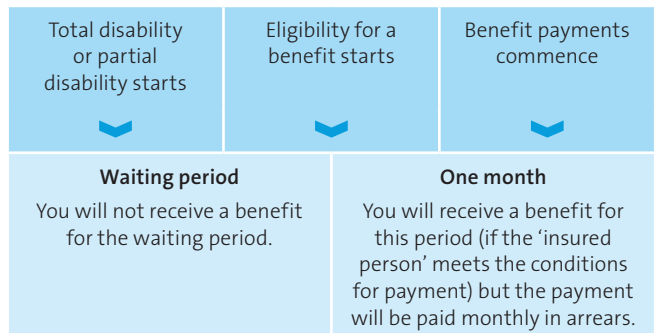 Total disability
or partial
disability starts
Eligibility for a
benefit starts
Benefit payments
commence
Waiting period
You will not receive a benefit
for the waiting period.
One month
You will receive a benefit for
this period (if the ‘insured
person’ meets the conditions
for payment) but the payment
will be paid monthly in arrears.